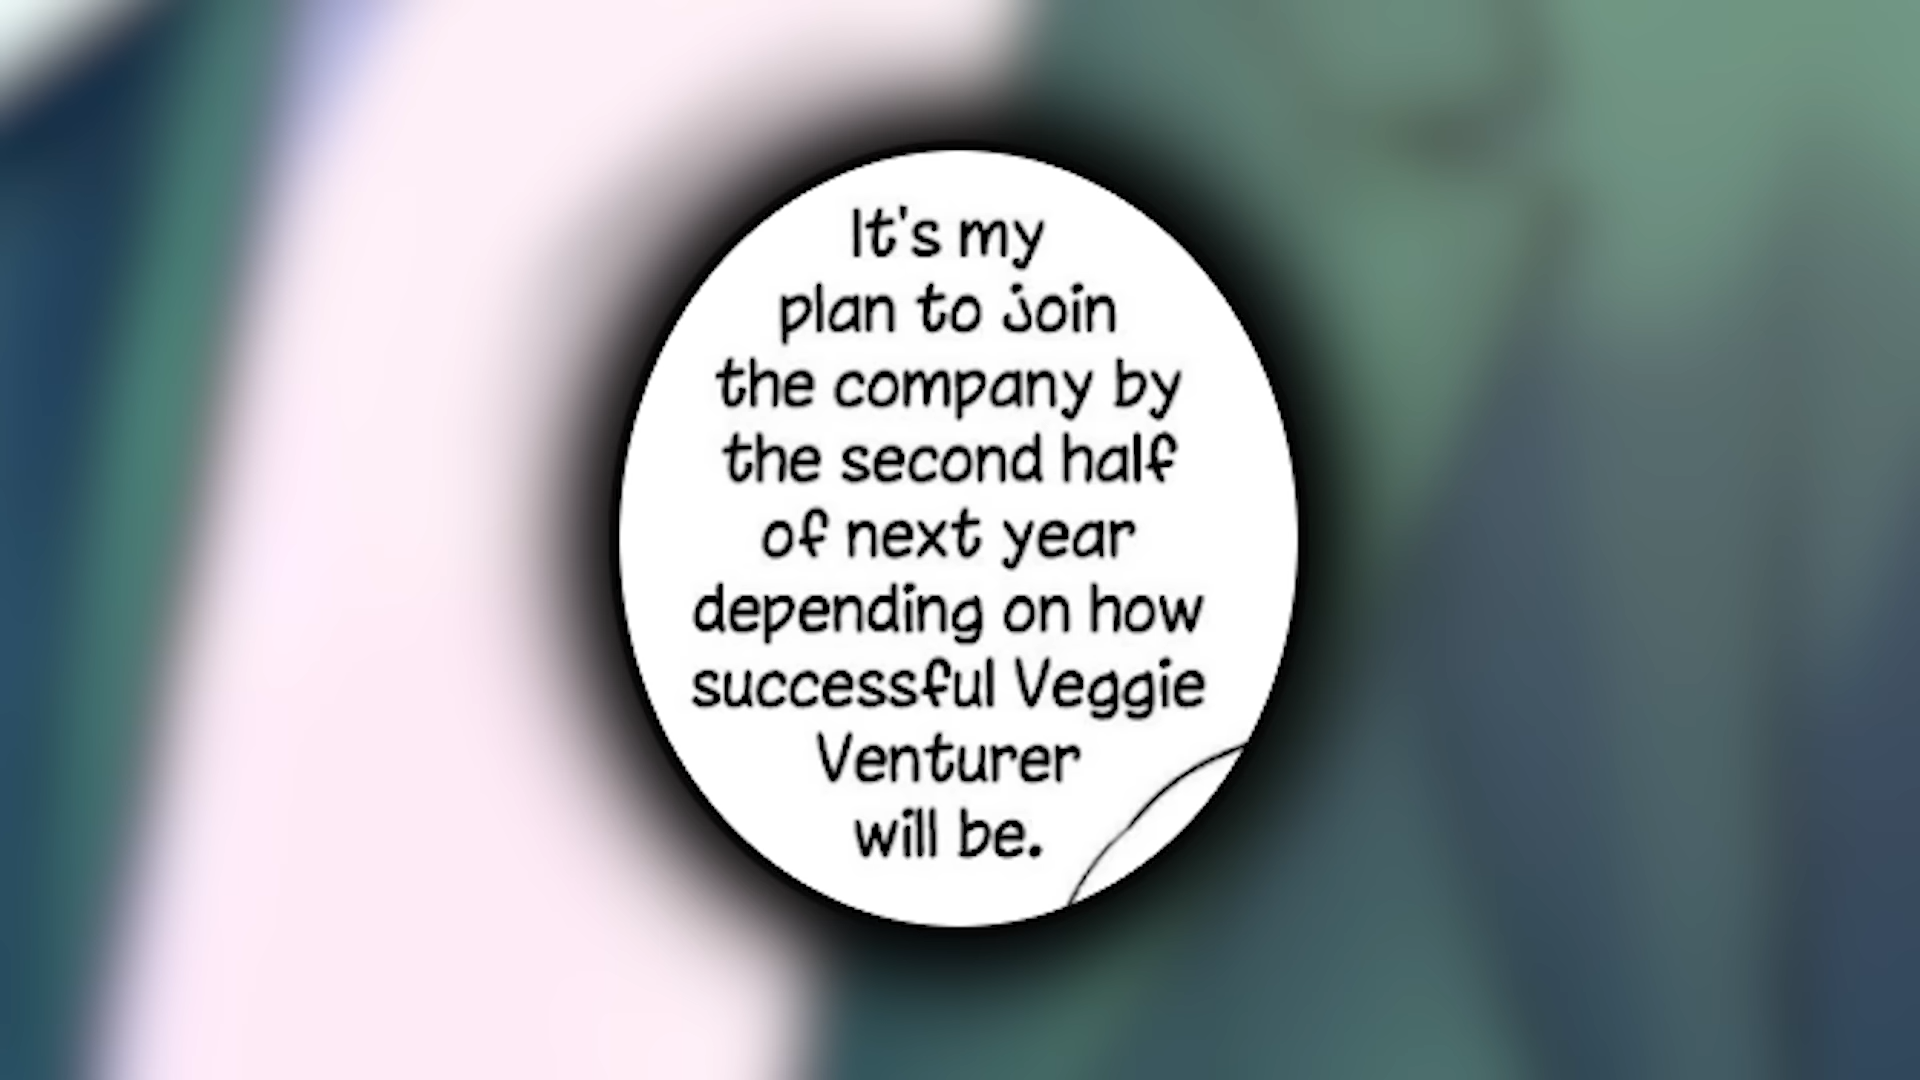 It's my
plan to join
the company by
the second half
of next year
depending on how
successful Veggie
Venturer
will be.